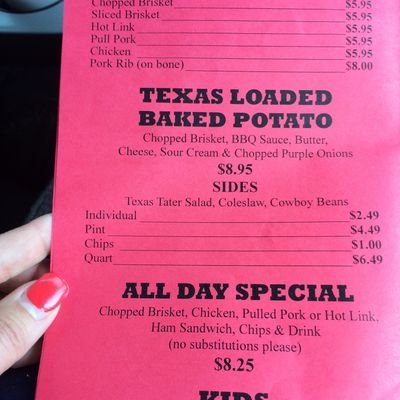 Chopped Brisket $5.95
Sliced Brisket $5.95
Hot Link $5.95
Pull Pork $5.95
Chicken $5.95
Pork Rib (on bone) $8.00
TEXAS LOADED
BAKED POTATO
Chopped Brisket, BBQ Sauce, Butter,
Cheese, Sour Cream & Chopped Purple Onions
$8.95
SIDES
Texas Tater Salad, Coleslaw, Cowboy Beans
Individual $2.49
Pint $4.49
Chips $1.00
Quart $6.49
ALL DAY SPECIAL
Chopped Brisket, Chicken, Pulled Pork or Hot Link,
Ham Sandwich, Chips & Drink
(no substitutions please)
$8.25
KIDS